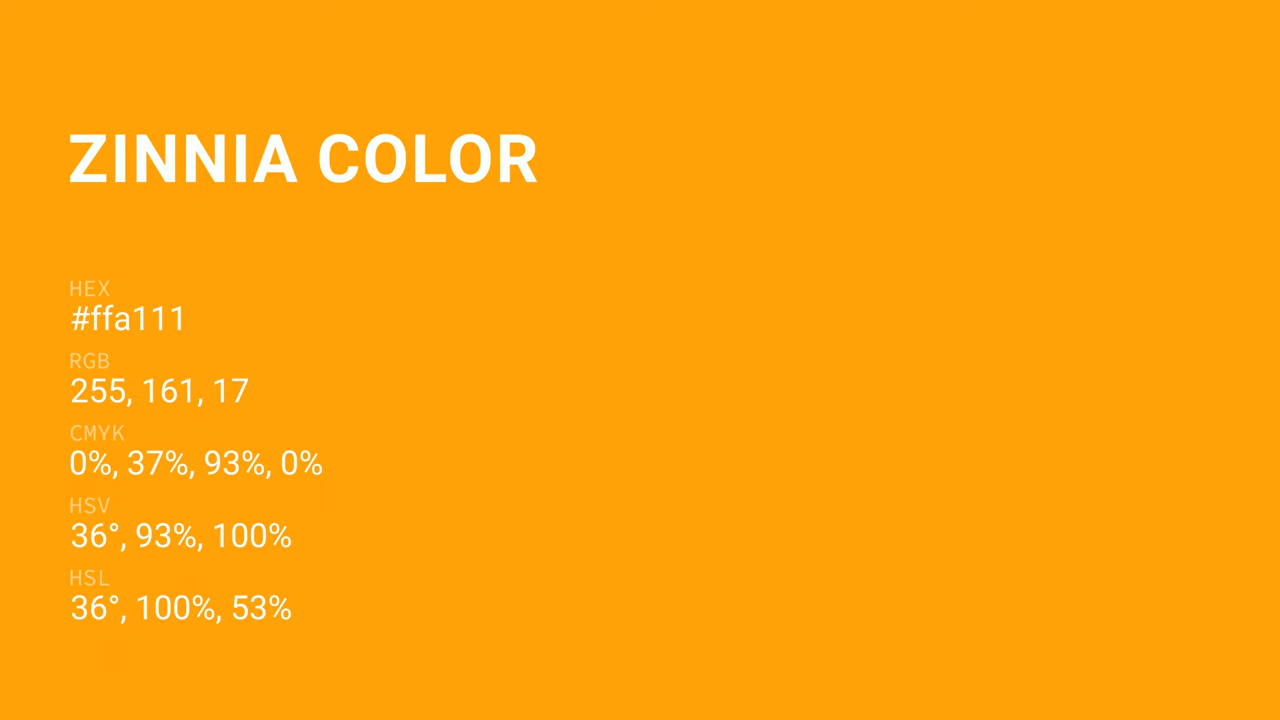 ZINNIA COLOR
HEX
#ffa111
RGB
255, 161, 17
CMYK
0%, 37%, 93%, 0%
HSV
36°, 93%, 100%
HSL
36°, 100%, 53%